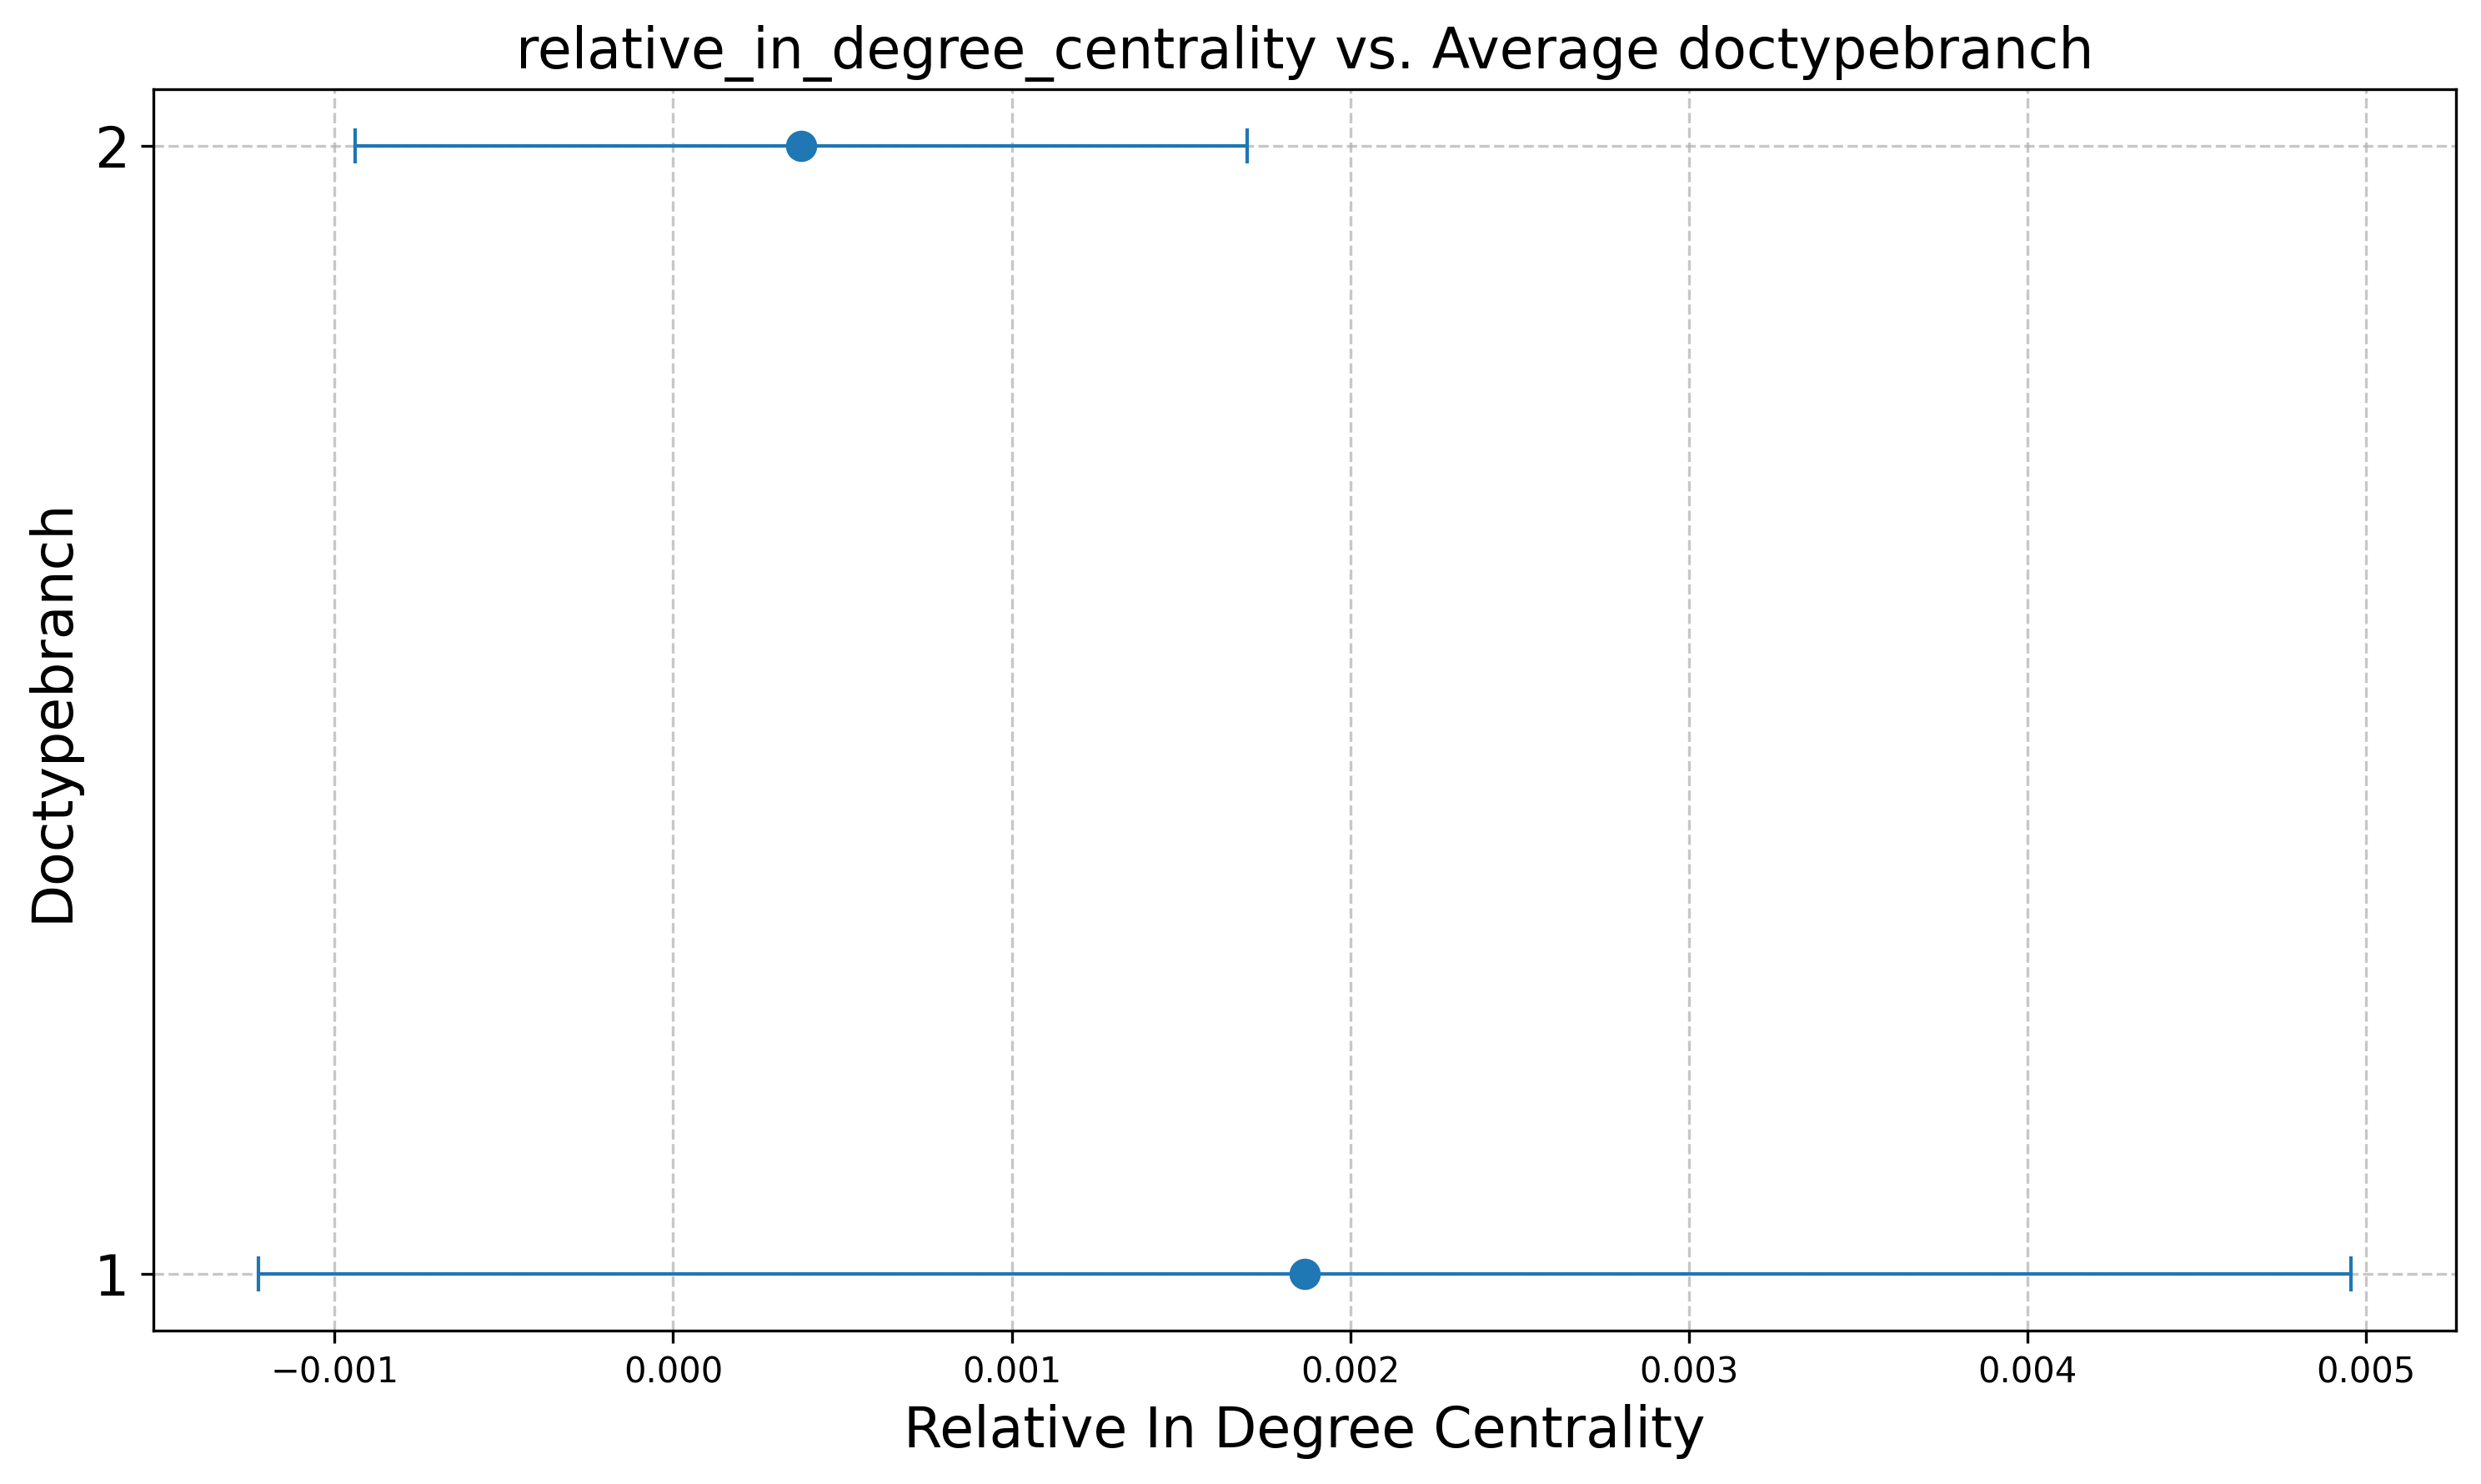 relative_in_degree_centrality vs. Average doctypebranch
2
Doctypebranch
1
−0.001 0.000 0.001 0.002 0.003 0.004 0.005
Relative In Degree Centrality